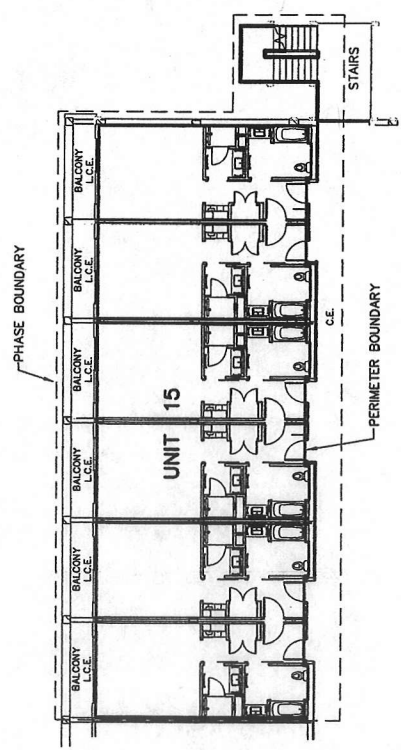 STAIRS
BALCONY
L.C.E.
BALCONY
L.C.E.
PHASE BOUNDARY
BALCONY
L.C.E.
C.E.
BALCONY
L.C.E.
UNIT 15
PERIMETER BOUNDARY
BALCONY
L.C.E.
BALCONY
L.C.E.